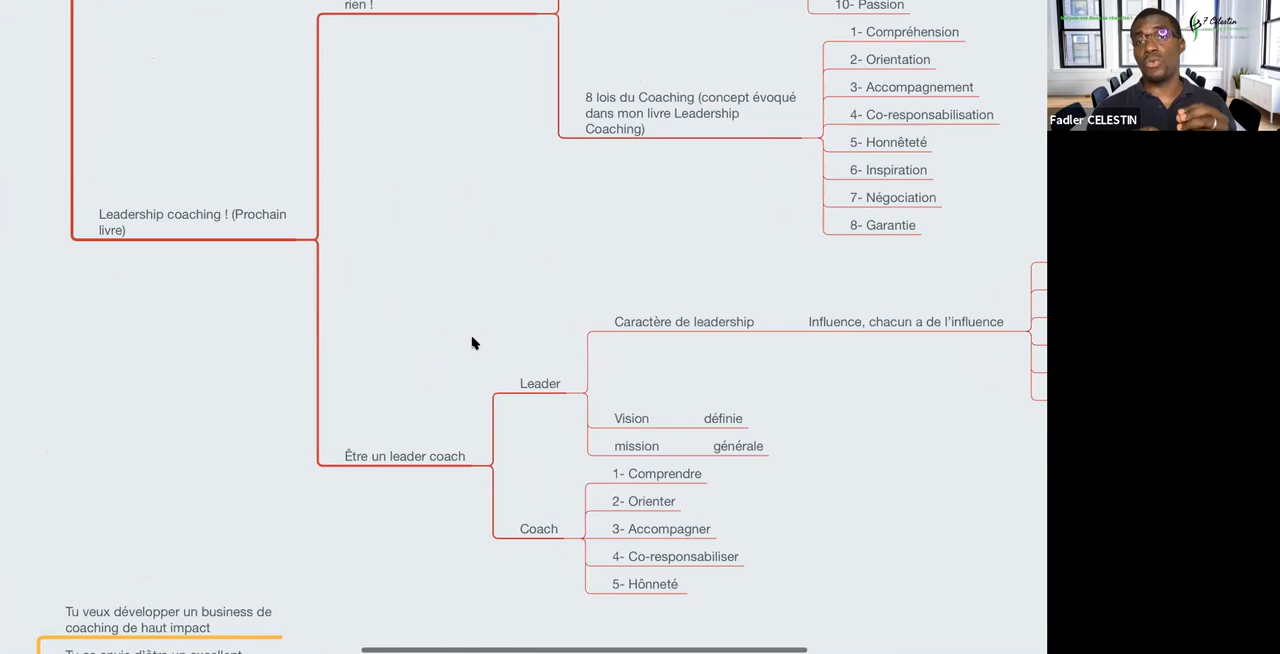 rien !
10- Passion
1- Compréhension
2- Orientation
3- Accompagnement
8 lois du Coaching (concept évoqué
dans mon livre Leadership
Coaching)
4- Co-responsabilisation
5- Honnêteté
6- Inspiration
7- Négociation
8- Garantie
Leadership coaching ! (Prochain
livre)
Caractère de leadership
Influence, chacun a de l'influence
Leader
Vision
définie
mission
générale
Être un leader coach
1- Comprendre
2- Orienter
Coach
3- Accompagner
4- Co-responsabiliser
5- Hônneté
Tu veux développer un business de
coaching de haut impact
Fadler CELESTIN
7 Célestin